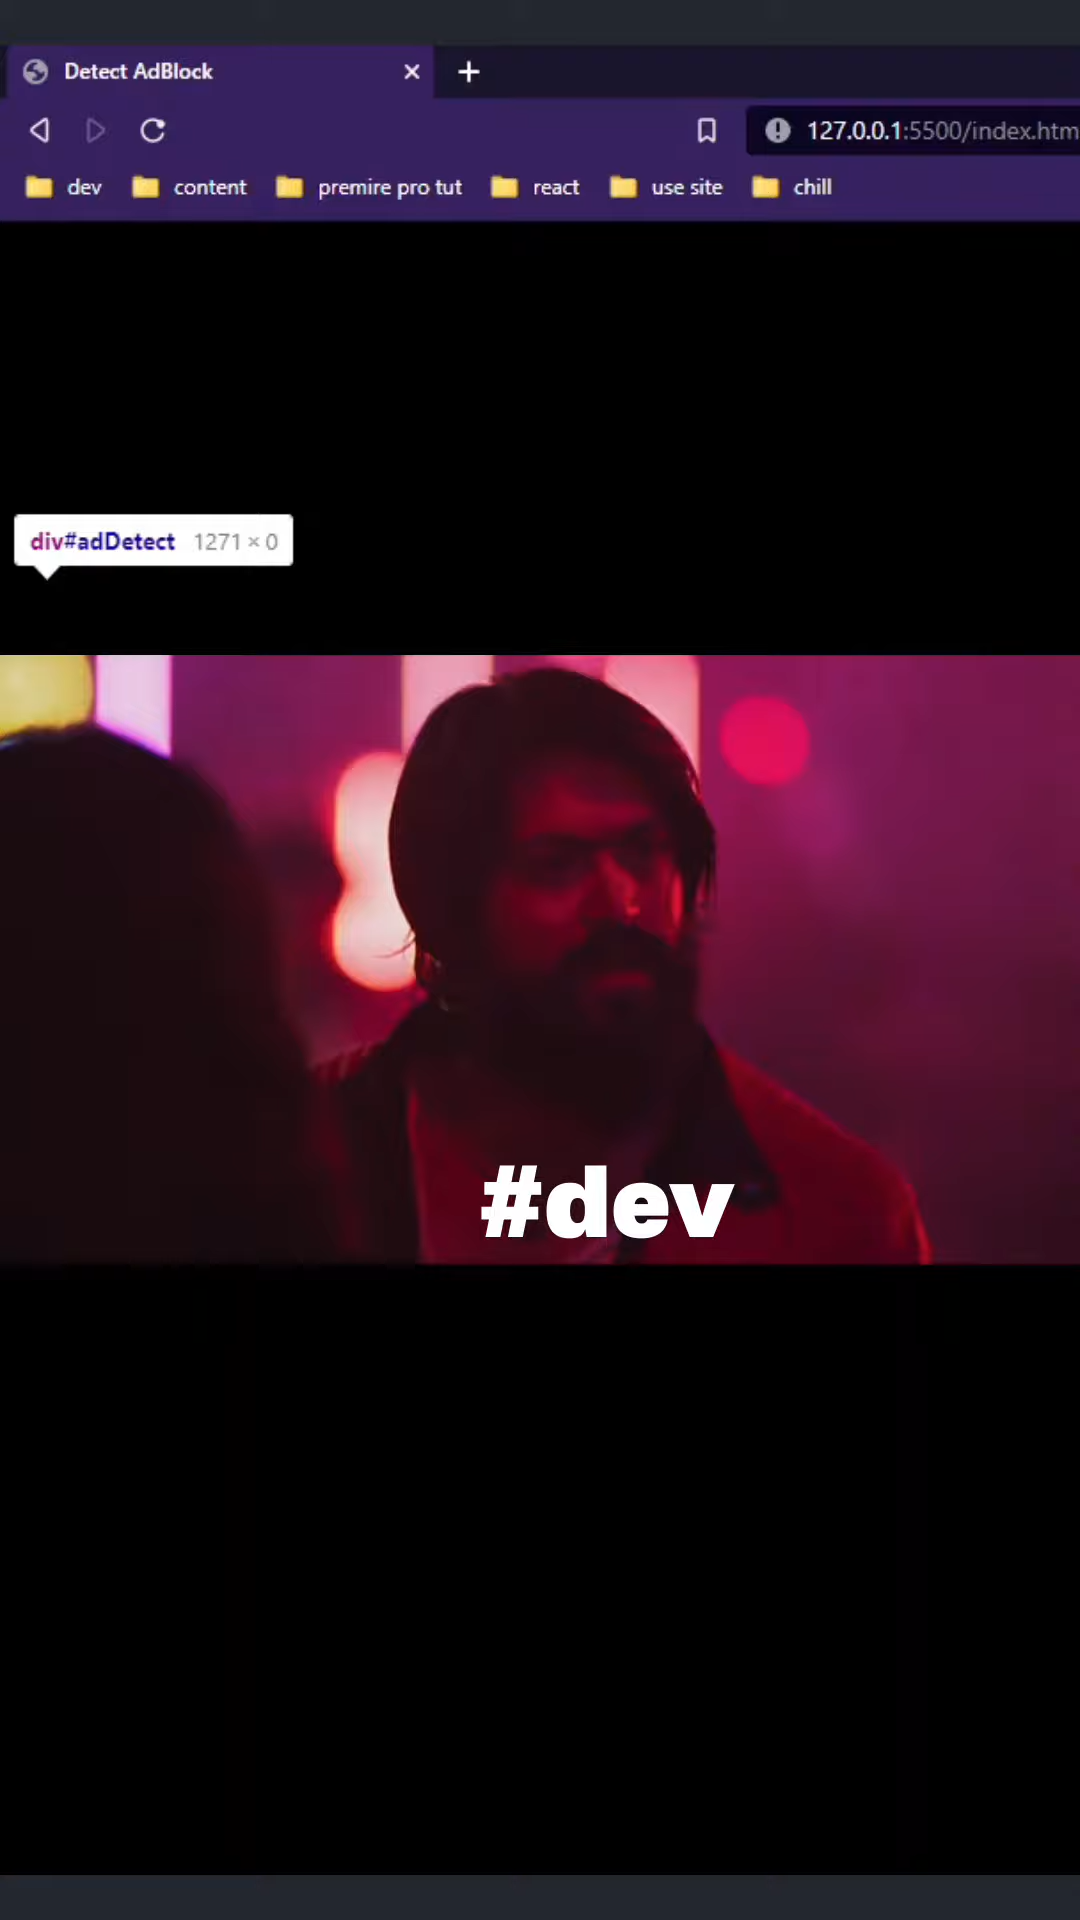 Detect AdBlock
127.0.0.1:5500/index.htm
dev content premire pro tut react use site chill
div#adDetect 1271 × 0
#dev